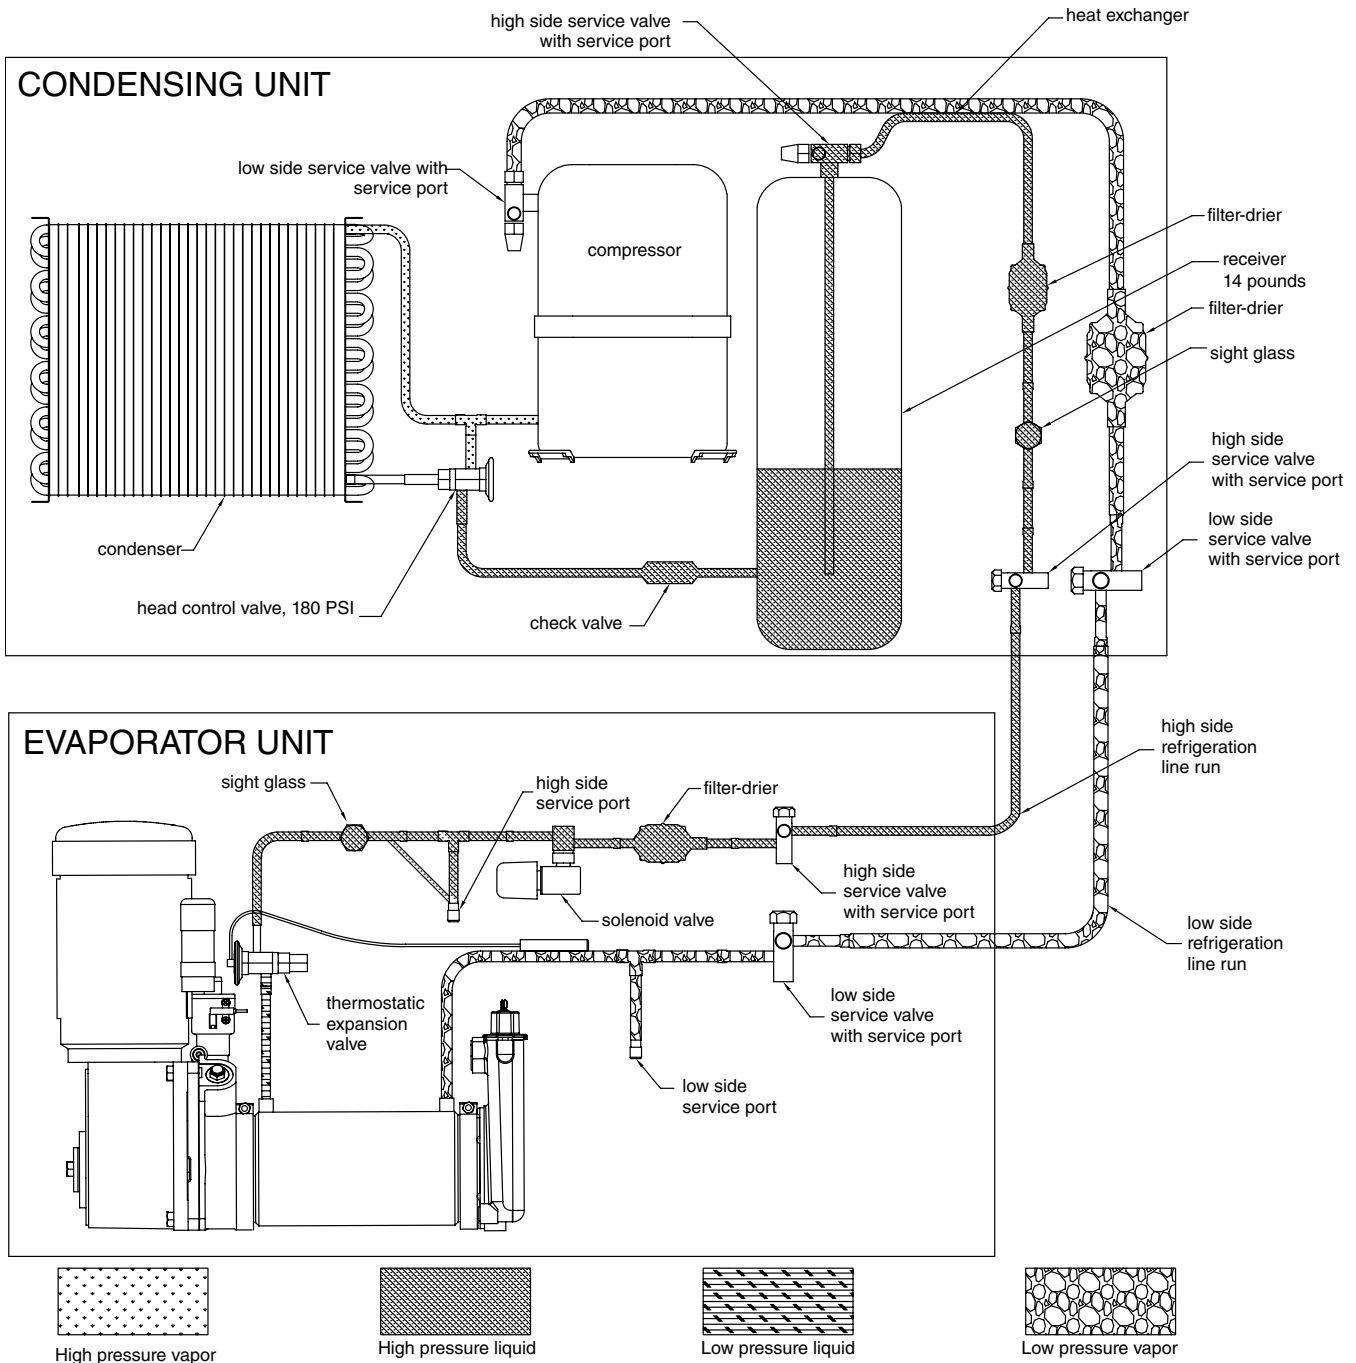 high side service valve
with service port
heat exchanger
CONDENSING UNIT
low side service valve with
service port
compressor
filter-drier
receiver
14 pounds
filter-drier
sight glass
high side
service valve
with service port
low side
service valve
with service port
condenser
head control valve, 180 PSI
check valve
EVAPORATOR UNIT
sight glass
high side
service port
filter-drier
high side
refrigeration
line run
high side
service valve
with service port
solenoid valve
low side
refrigeration
line run
thermostatic
expansion
valve
low side
service valve
with service port
low side
service port
High pressure vapor
High pressure liquid
Low pressure liquid
Low pressure vapor